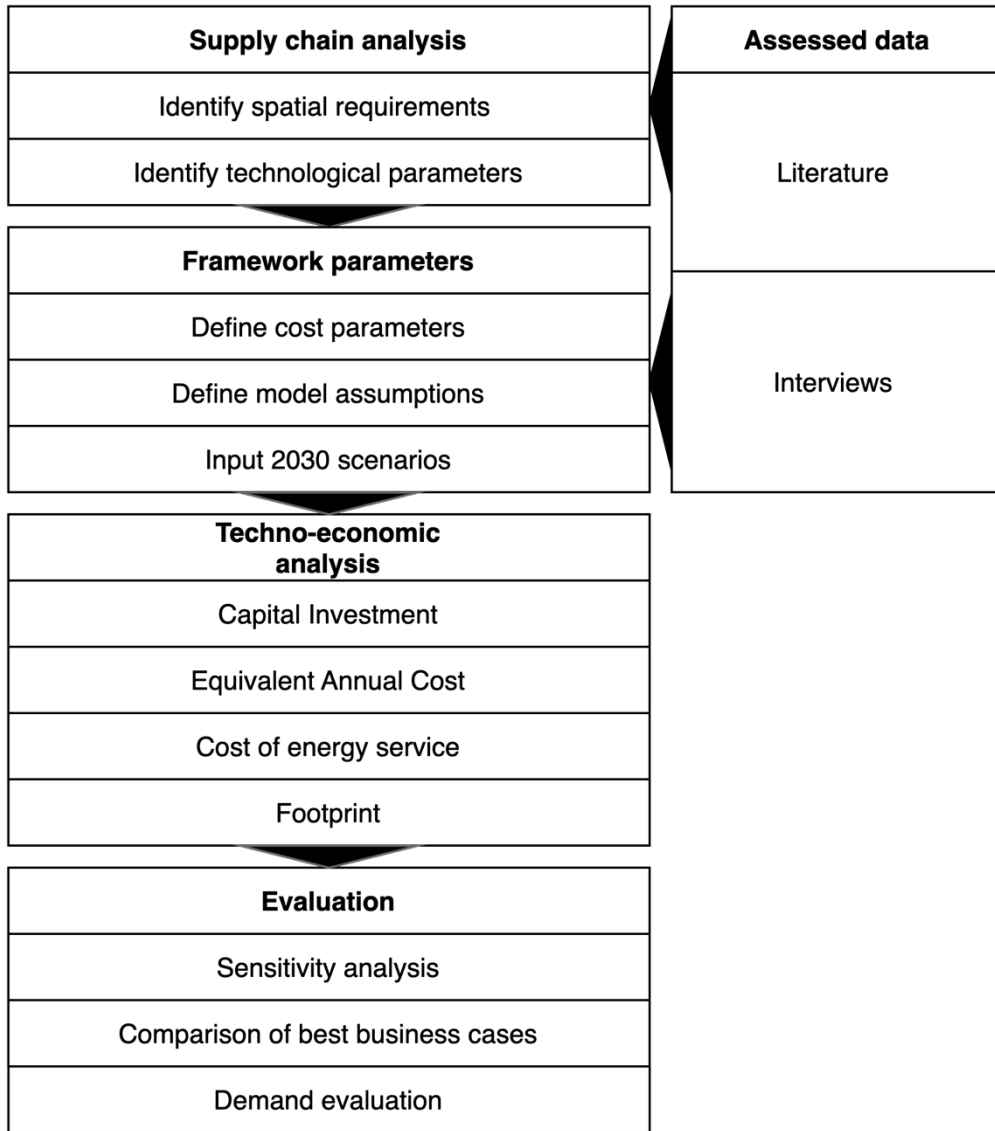 Supply chain analysis
Identify spatial requirements
Identify technological parameters
Framework parameters
Define cost parameters
Define model assumptions
Input 2030 scenarios
Techno-economic
analysis
Capital Investment
Equivalent Annual Cost
Cost of energy service
Footprint
Evaluation
Sensitivity analysis
Comparison of best business cases
Demand evaluation
Assessed data
Literature
Interviews